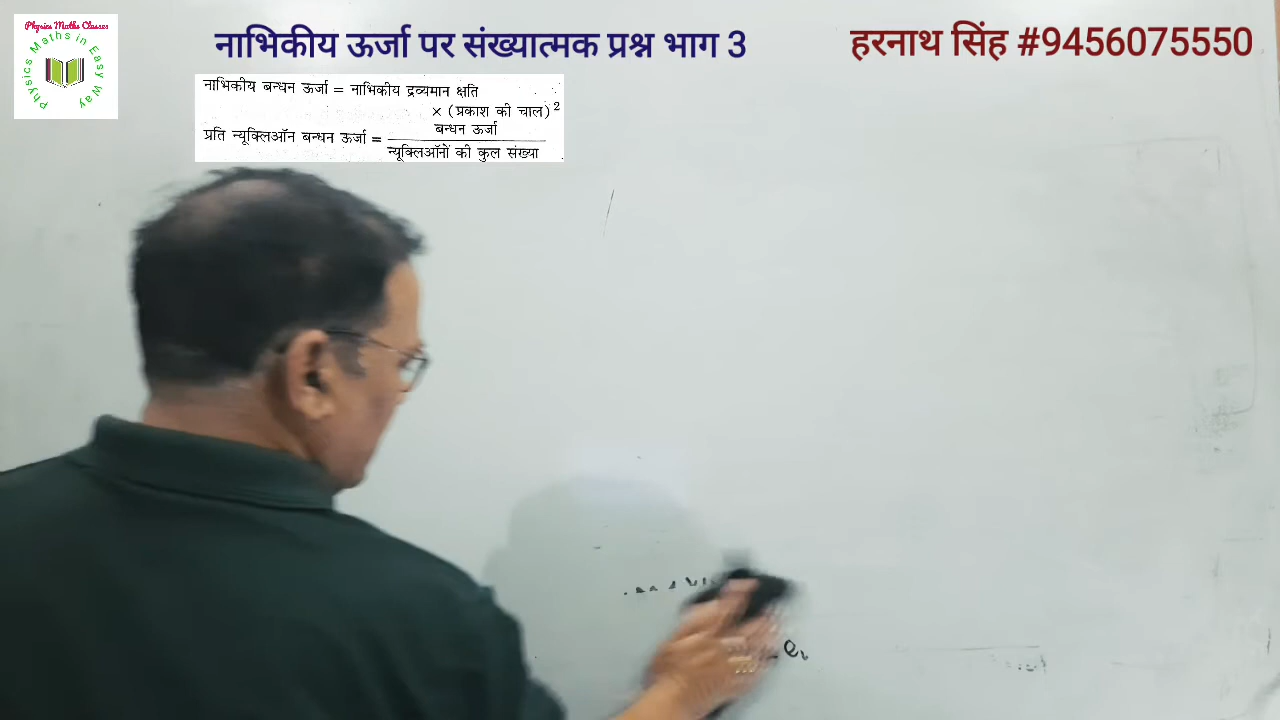 Physics Maths Classes
Physics Maths in Easy Way
नाभिकीय ऊर्जा पर संख्यात्मक प्रश्न भाग 3
हरनाथ सिंह #9456075550
नाभिकीय बन्धन ऊर्जा = नाभिकीय द्रव्यमान क्षति
× (प्रकाश की चाल)²
प्रति न्यूक्लिऑन बन्धन ऊर्जा = बन्धन ऊर्जा
न्यूक्लिऑनों की कुल संख्या